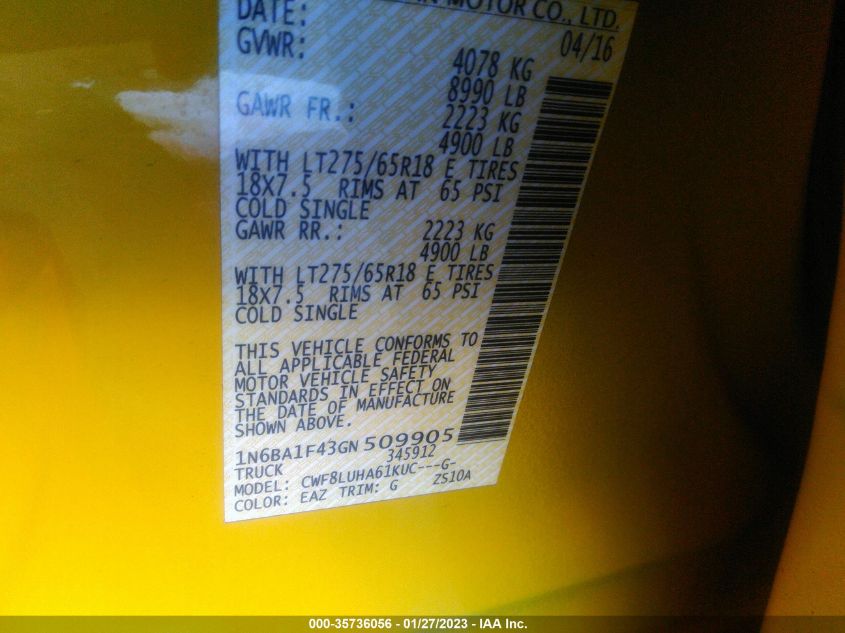 MOTOR CO., LTD.
DATE: 04/16
GVWR: 4078 KG
8990 LB
GAWR FR.: 2223 KG
4900 LB
WITH LT275/65R18 E TIRES
18X7.5 RIMS AT 65 PSI
COLD SINGLE
GAWR RR.: 2223 KG
4900 LB
WITH LT275/65R18 E TIRES
18X7.5 RIMS AT 65 PSI
COLD SINGLE
THIS VEHICLE CONFORMS TO
ALL APPLICABLE FEDERAL
MOTOR VEHICLE SAFETY
STANDARDS IN EFFECT ON
THE DATE OF MANUFACTURE
SHOWN ABOVE.
1N6BA1F43GN509905
TRUCK 345912
MODEL: CWF8LUHA61KUC---G-
COLOR: EAZ TRIM: G ZS10A
000-35736056 - 01/27/2023 - IAA Inc.